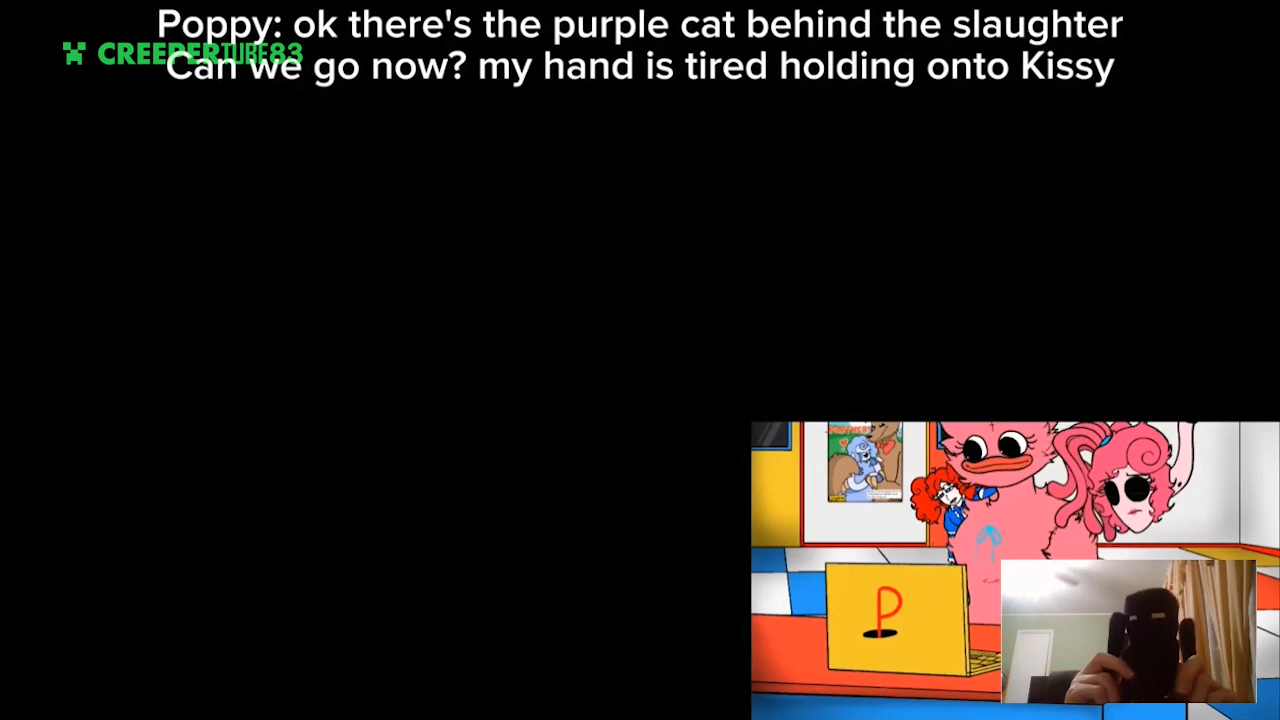 Poppy: ok there's the purple cat behind the slaughter
CREEPERTUBE83
Can we go now? my hand is tired holding onto Kissy
P